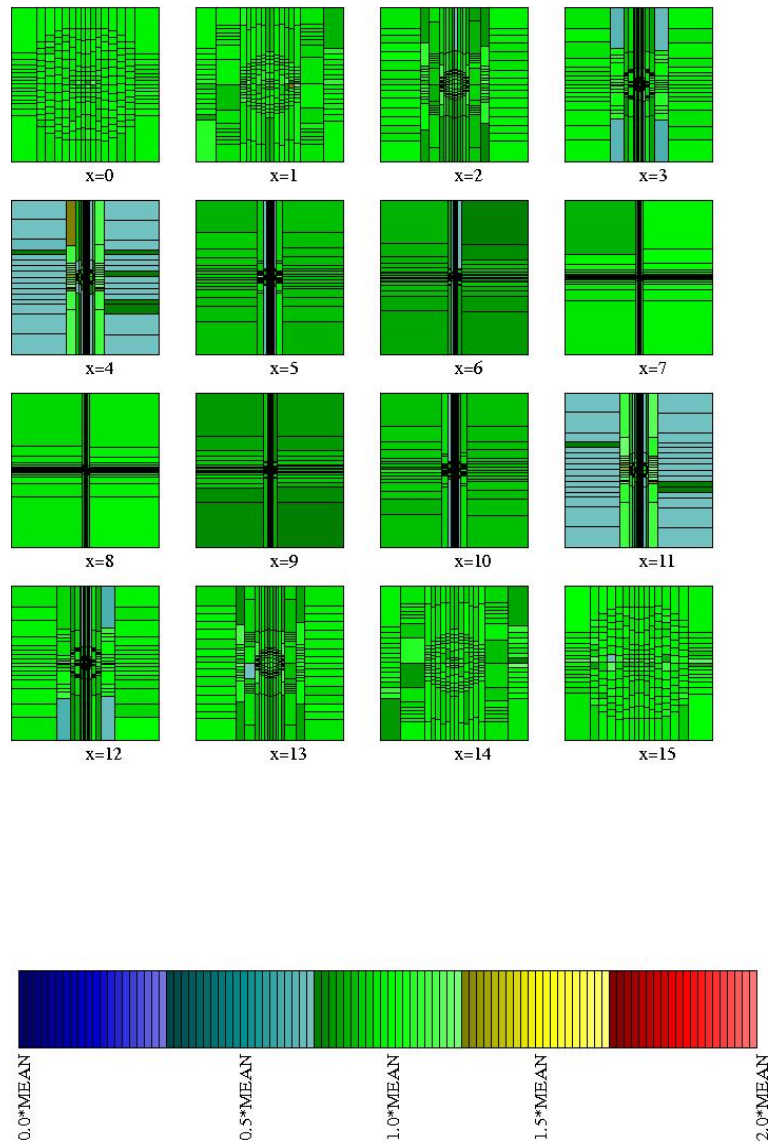 x=0 x=1 x=2 x=3
x=4 x=5 x=6 x=7
x=8 x=9 x=10 x=11
x=12 x=13 x=14 x=15
0.0*MEAN 0.5*MEAN 1.0*MEAN 1.5*MEAN 2.0*MEAN